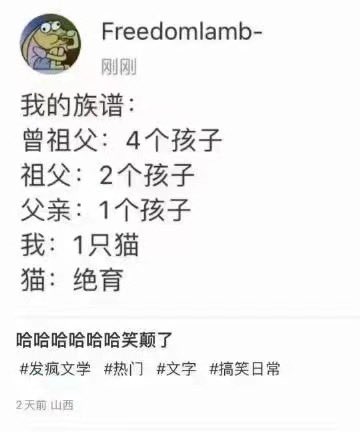 Freedomlamb-
刚刚
我的族谱：
曾祖父：4个孩子
祖父：2个孩子
父亲：1个孩子
我：1只猫
猫：绝育
哈哈哈哈哈哈笑颠了
#发疯文学 #热门 #文字 #搞笑日常
2天前 山西